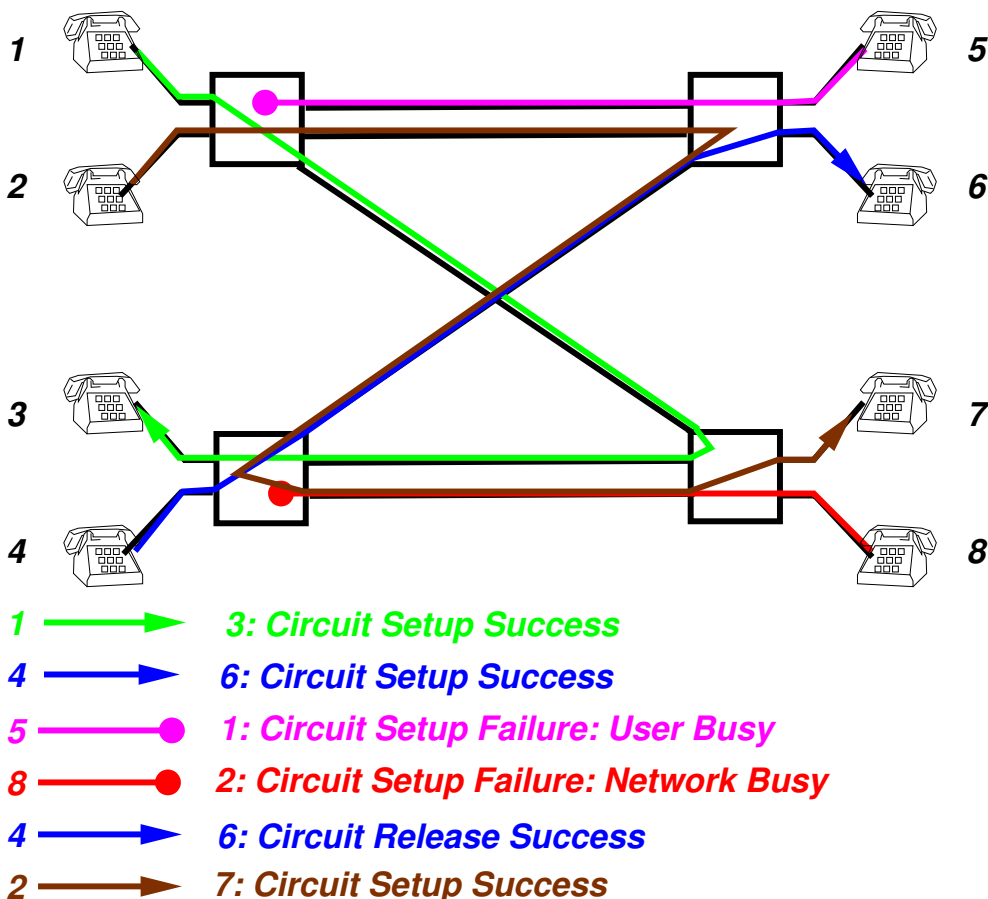 1
5
2
6
3
7
4
8
1 3: Circuit Setup Success
4 6: Circuit Setup Success
5 1: Circuit Setup Failure: User Busy
8 2: Circuit Setup Failure: Network Busy
4 6: Circuit Release Success
2 7: Circuit Setup Success